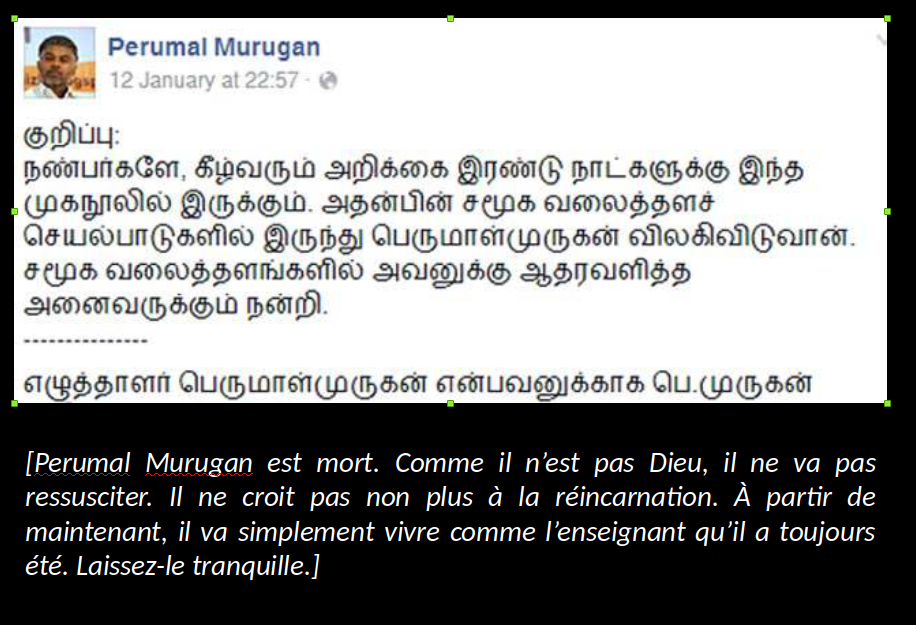 Perumal Murugan
12 January at 22:57 ·
குறிப்பு:
நண்பர்களே, கீழ்வரும் அறிக்கை இரண்டு நாட்களுக்கு இந்த
முகநூலில் இருக்கும். அதன்பின் சமூக வலைத்தளச்
செயல்பாடுகளில் இருந்து பெருமாள்முருகன் விலகிவிடுவான்.
சமூக வலைத்தளங்களில் அவனுக்கு ஆதரவளித்த
அனைவருக்கும் நன்றி.
---------------
எழுத்தாளர் பெருமாள்முருகன் என்பவனுக்காக பெ.முருகன்
[Perumal Murugan est mort. Comme il n’est pas Dieu, il ne va pas
ressusciter. Il ne croit pas non plus à la réincarnation. À partir de
maintenant, il va simplement vivre comme l’enseignant qu’il a toujours
été. Laissez-le tranquille.]